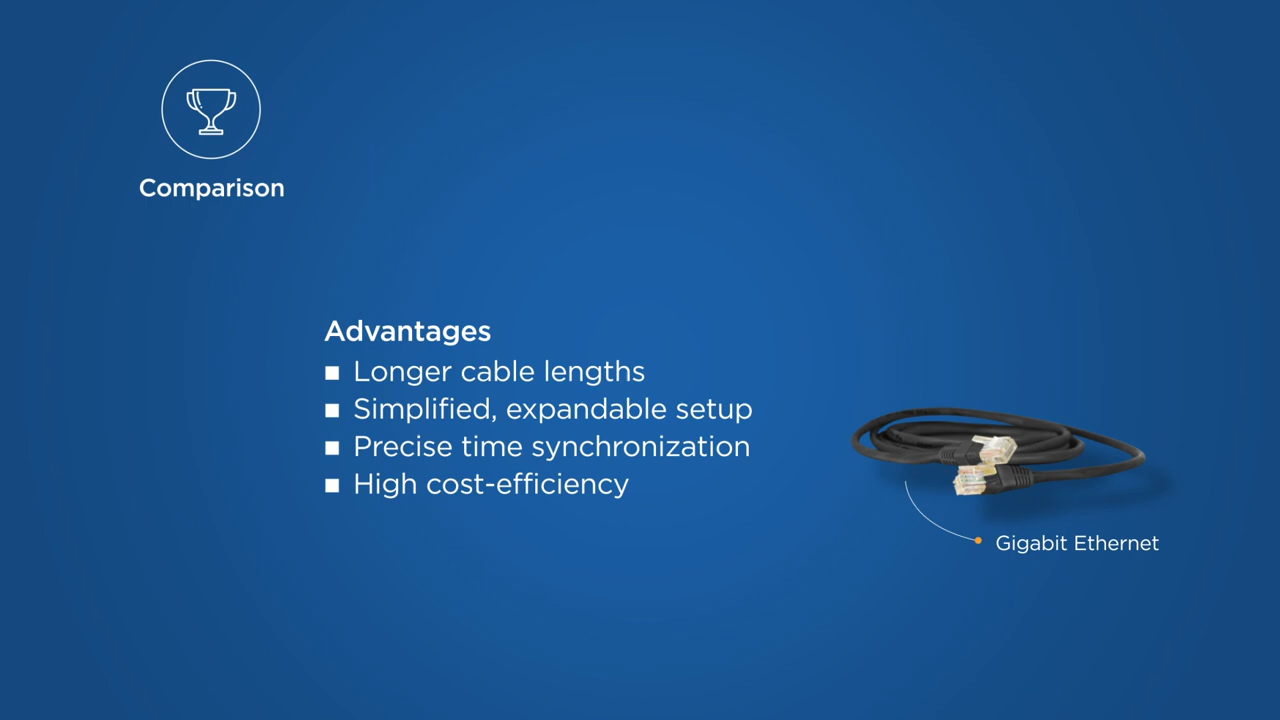 Comparison
Advantages
Longer cable lengths
Simplified, expandable setup
Precise time synchronization
High cost-efficiency
Gigabit Ethernet